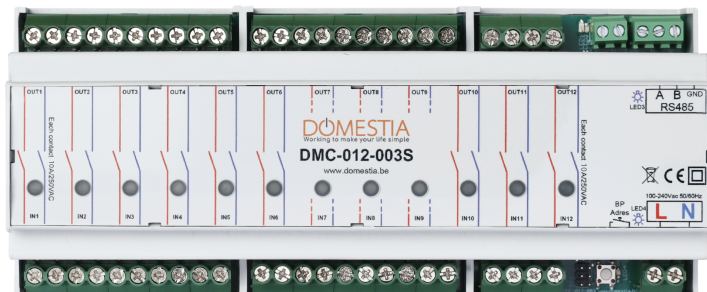 OUT1 OUT2 OUT3 OUT4 OUT5 OUT6 OUT7 OUT8 OUT9 OUT10 OUT11 OUT12
A B GND
LED3 RS485
Each contact 10A/250VAC
DOMESTIA
Working to make your life simple
DMC-012-003S
www.domestia.be
Each contact 10A/250VAC
CE
100-240Vac 50/60Hz
BP
Adres
LED4
L N
IN1 IN2 IN3 IN4 IN5 IN6 IN7 IN8 IN9 IN10 IN11 IN12